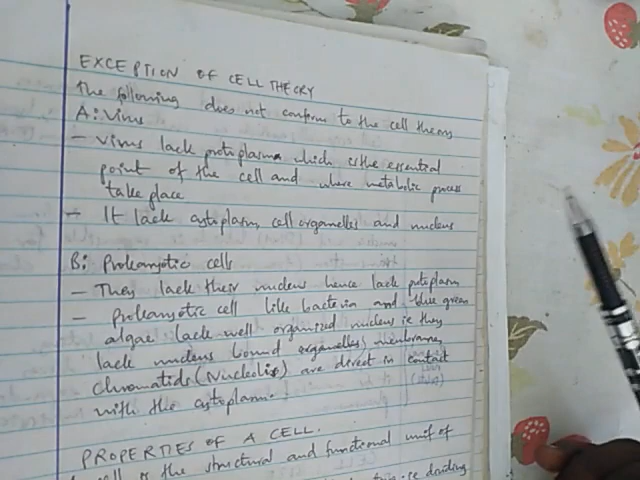 EXCEPTION OF CELL THEORY
The following does not conform to the cell theory
A: Virus
- Virus lack protoplasm which is the essential
point of the cell and where metabolic process
take place
- It lack cytoplasm, cell organelles and nucleus
B: Prokaryotic cells
- They lack their nucleus hence lack protoplasm
- Prokaryotic cell like bacteria and blue green
algae lack well organized nucleus ie they
lack nucleus bound organelles, membrane,
chromatids (Nucleolis) are direct in contact
with the cytoplasm.
PROPERTIES OF A CELL.
cell is the structural and functional unit of
dividing